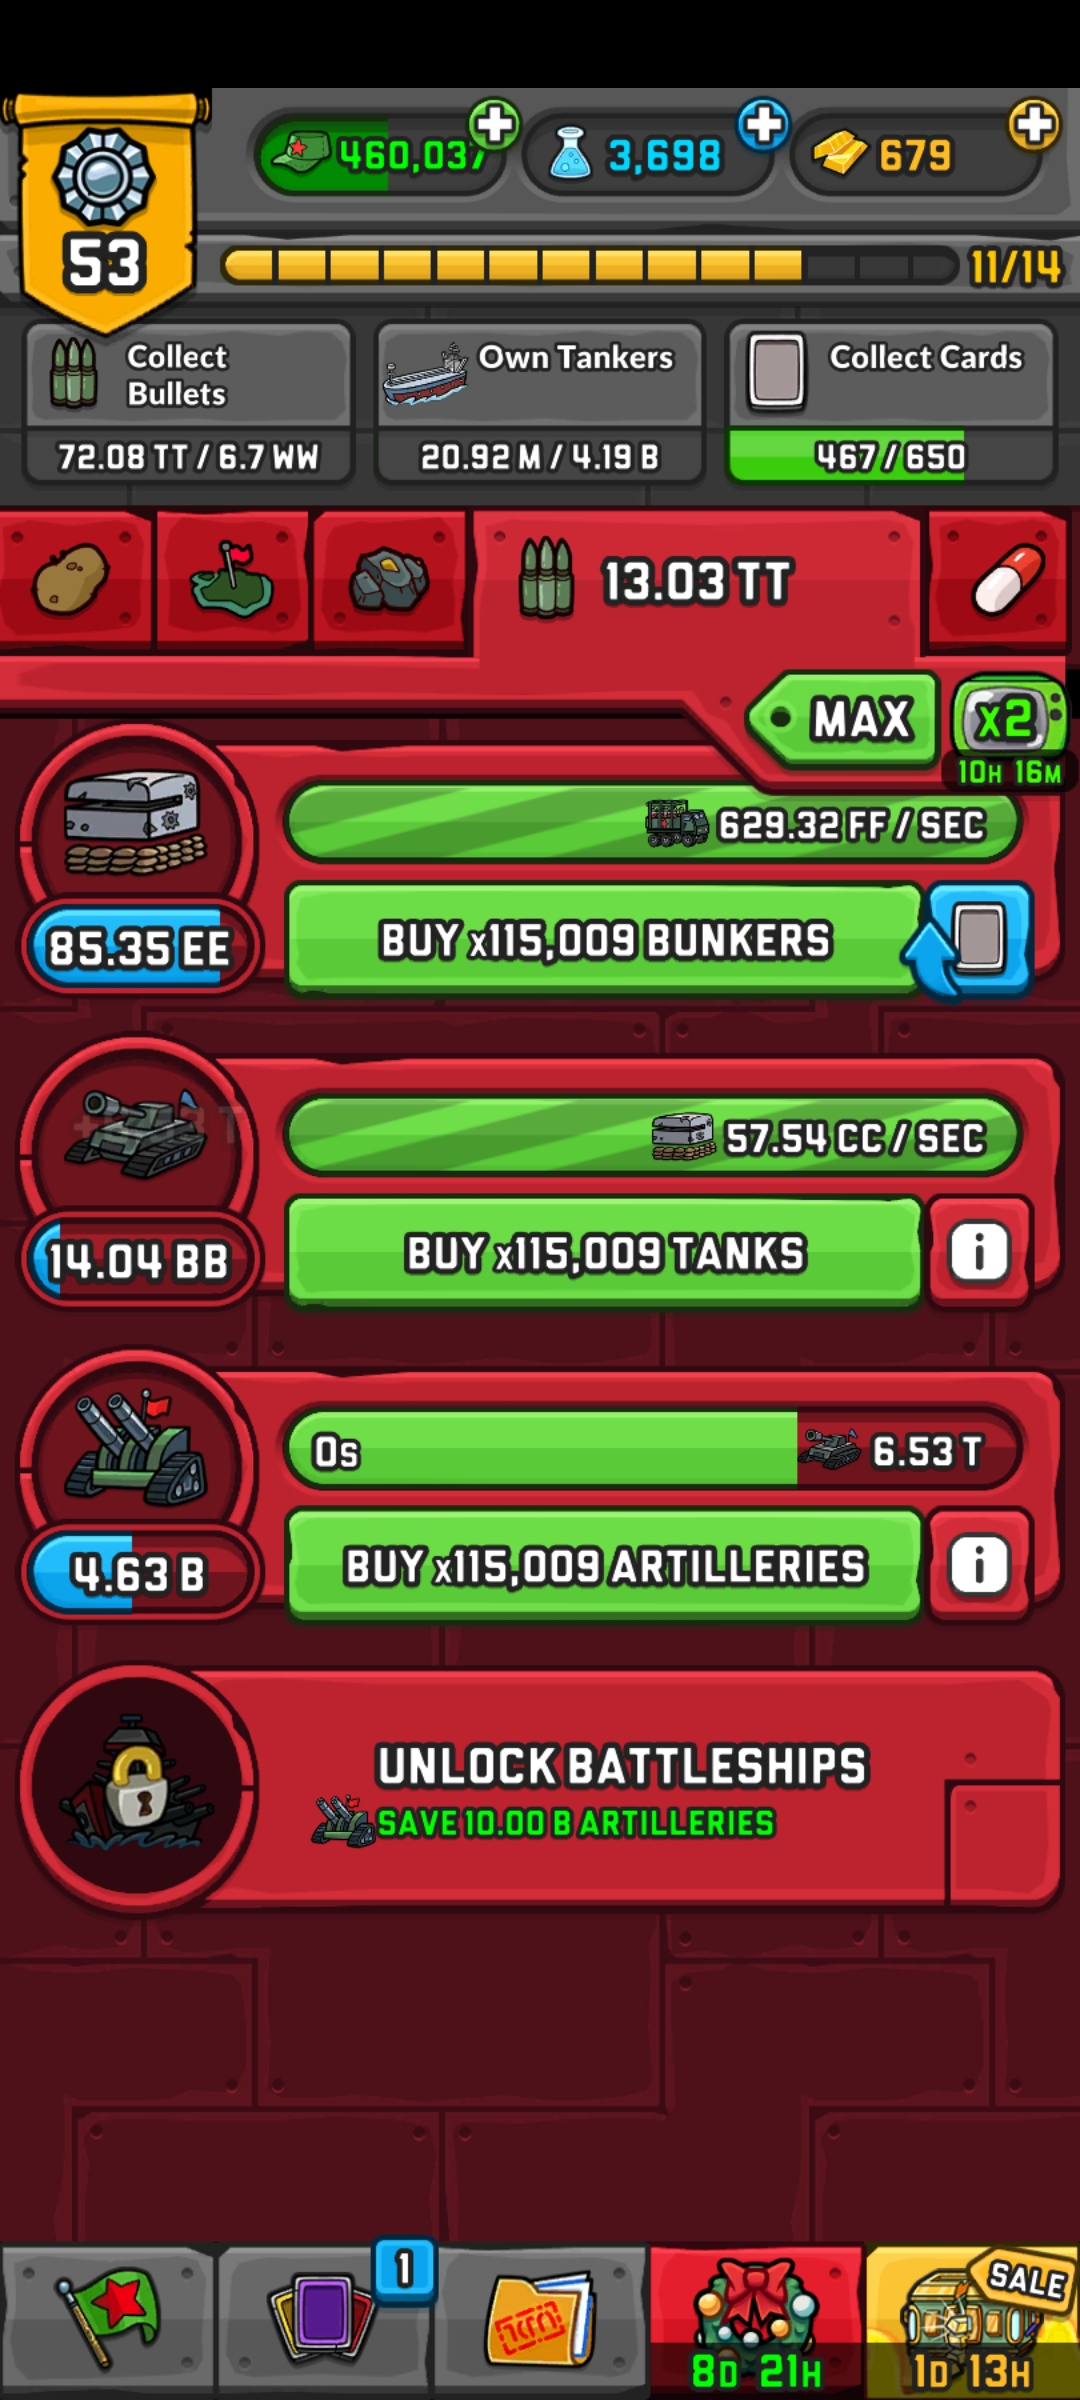 460,037
3,698
679
53
11/14
Collect
Bullets
Own Tankers
Collect Cards
72.08 TT / 6.7 WW
20.92 M / 4.19 B
467 / 650
13.03 TT
MAX
x2
10H 16M
629.32 FF / SEC
85.35 EE
BUY x115,009 BUNKERS
57.54 CC / SEC
14.04 BB
BUY x115,009 TANKS
i
0s
6.53 T
4.63 B
BUY x115,009 ARTILLERIES
i
UNLOCK BATTLESHIPS
SAVE 10.00 B ARTILLERIES
1
SALE
8D 21H
1D 13H